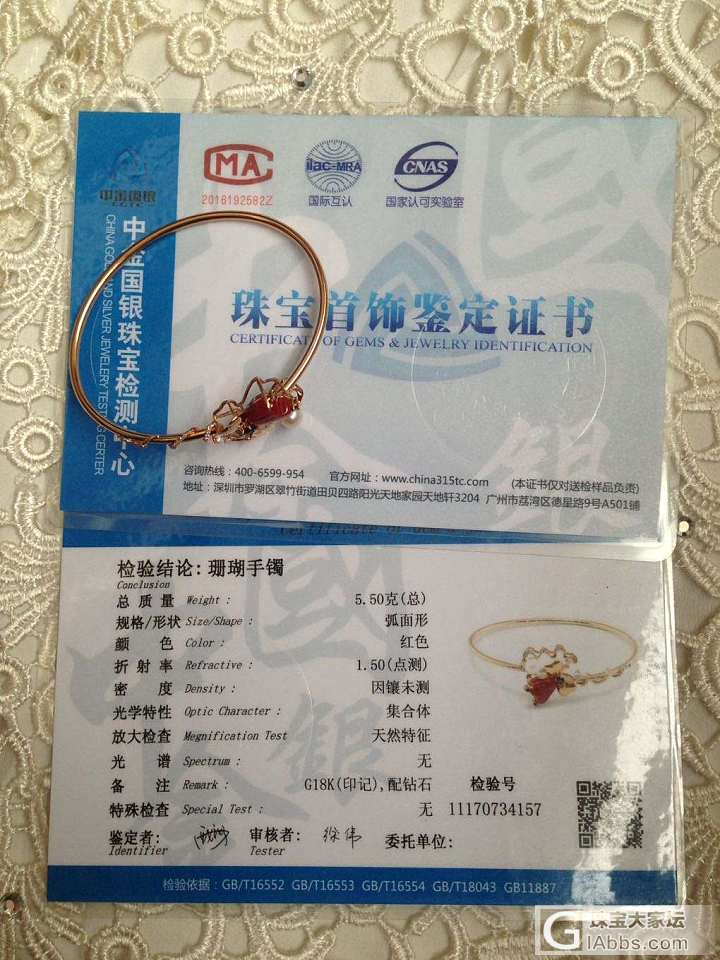 CMA
ilac-MRA
CNAS
2016192582Z
国际互认
国家认可实验室
中金国银
中金国银珠宝检测中心
珠宝首饰鉴定证书
CERTIFICATE OF GEMS & JEWELRY IDENTIFICATION
咨询热线：400-6599-954 官方网址：www.china315tc.com (本证书仅对送检样品负责)
地址：深圳市罗湖区翠竹街道田贝四路阳光天地家园天地轩3204 广州市荔湾区德星路9号A501铺
检验结论：珊瑚手镯
Conclusion
总质量 Weight : 5.50克(总)
规格/形状 Size/Shape : 弧面形
颜色 Color : 红色
折射率 Refractive : 1.50(点测)
密度 Density : 因镶未测
光学特性 Optic Character : 集合体
放大检查 Megnification Test 天然特征
光谱 Spectrum : 无
备注 Remark : G18K(印记),配钻石 检验号
特殊检查 Special Test : 无 11170734157
鉴定者： 审核者： 徐伟 委托单位：
Identifier Tester
检验依据：GB/T16552 GB/T16553 GB/T16554 GB/T18043 GB11887
珠宝大家坛
iAbbs.com